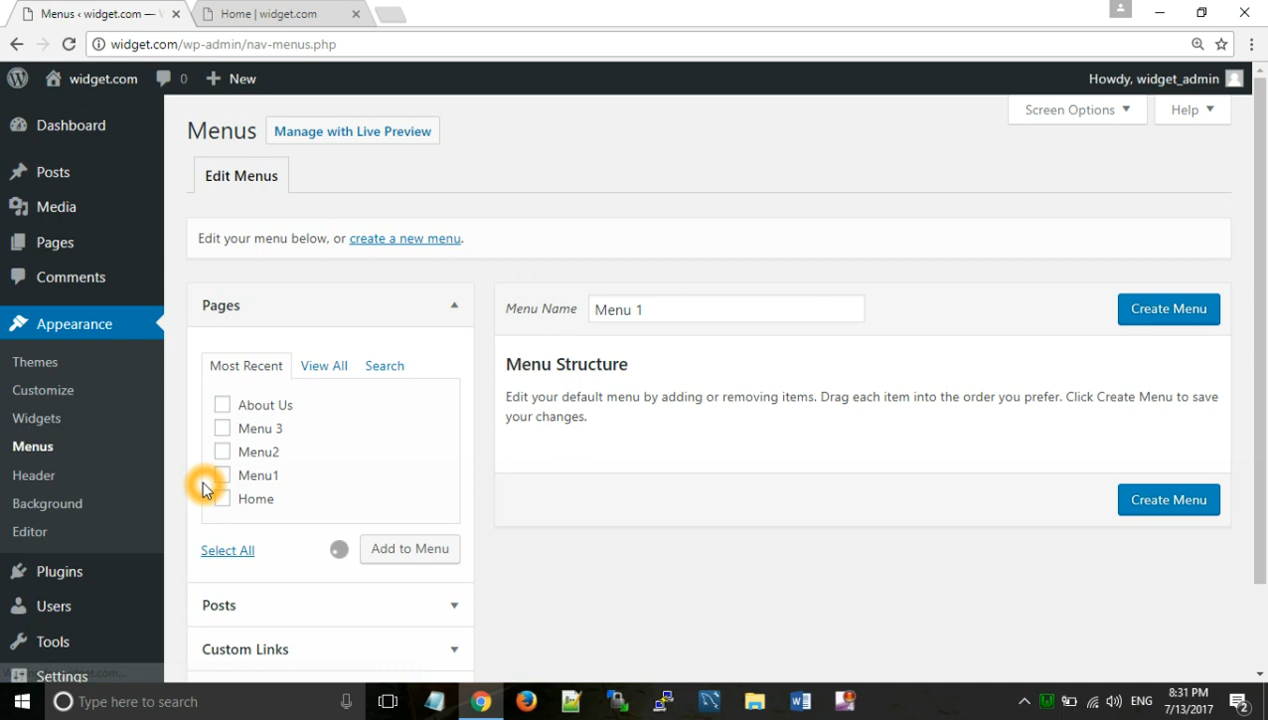 Menus ‹ widget.com — W
Home | widget.com
widget.com/wp-admin/nav-menus.php
widget.com
0
New
Howdy, widget_admin
Screen Options
Help
Dashboard
Posts
Media
Pages
Comments
Appearance
Themes
Customize
Widgets
Menus
Header
Background
Editor
Plugins
Users
Tools
Settings
Menus
Manage with Live Preview
Edit Menus
Edit your menu below, or create a new menu.
Pages
Most Recent
View All
Search
About Us
Menu 3
Menu2
Menu1
Home
Select All
Add to Menu
Posts
Custom Links
Menu Name
Menu 1
Create Menu
Menu Structure
Edit your default menu by adding or removing items. Drag each item into the order you prefer. Click Create Menu to save
your changes.
Create Menu
Type here to search
ENG
8:31 PM
7/13/2017
2